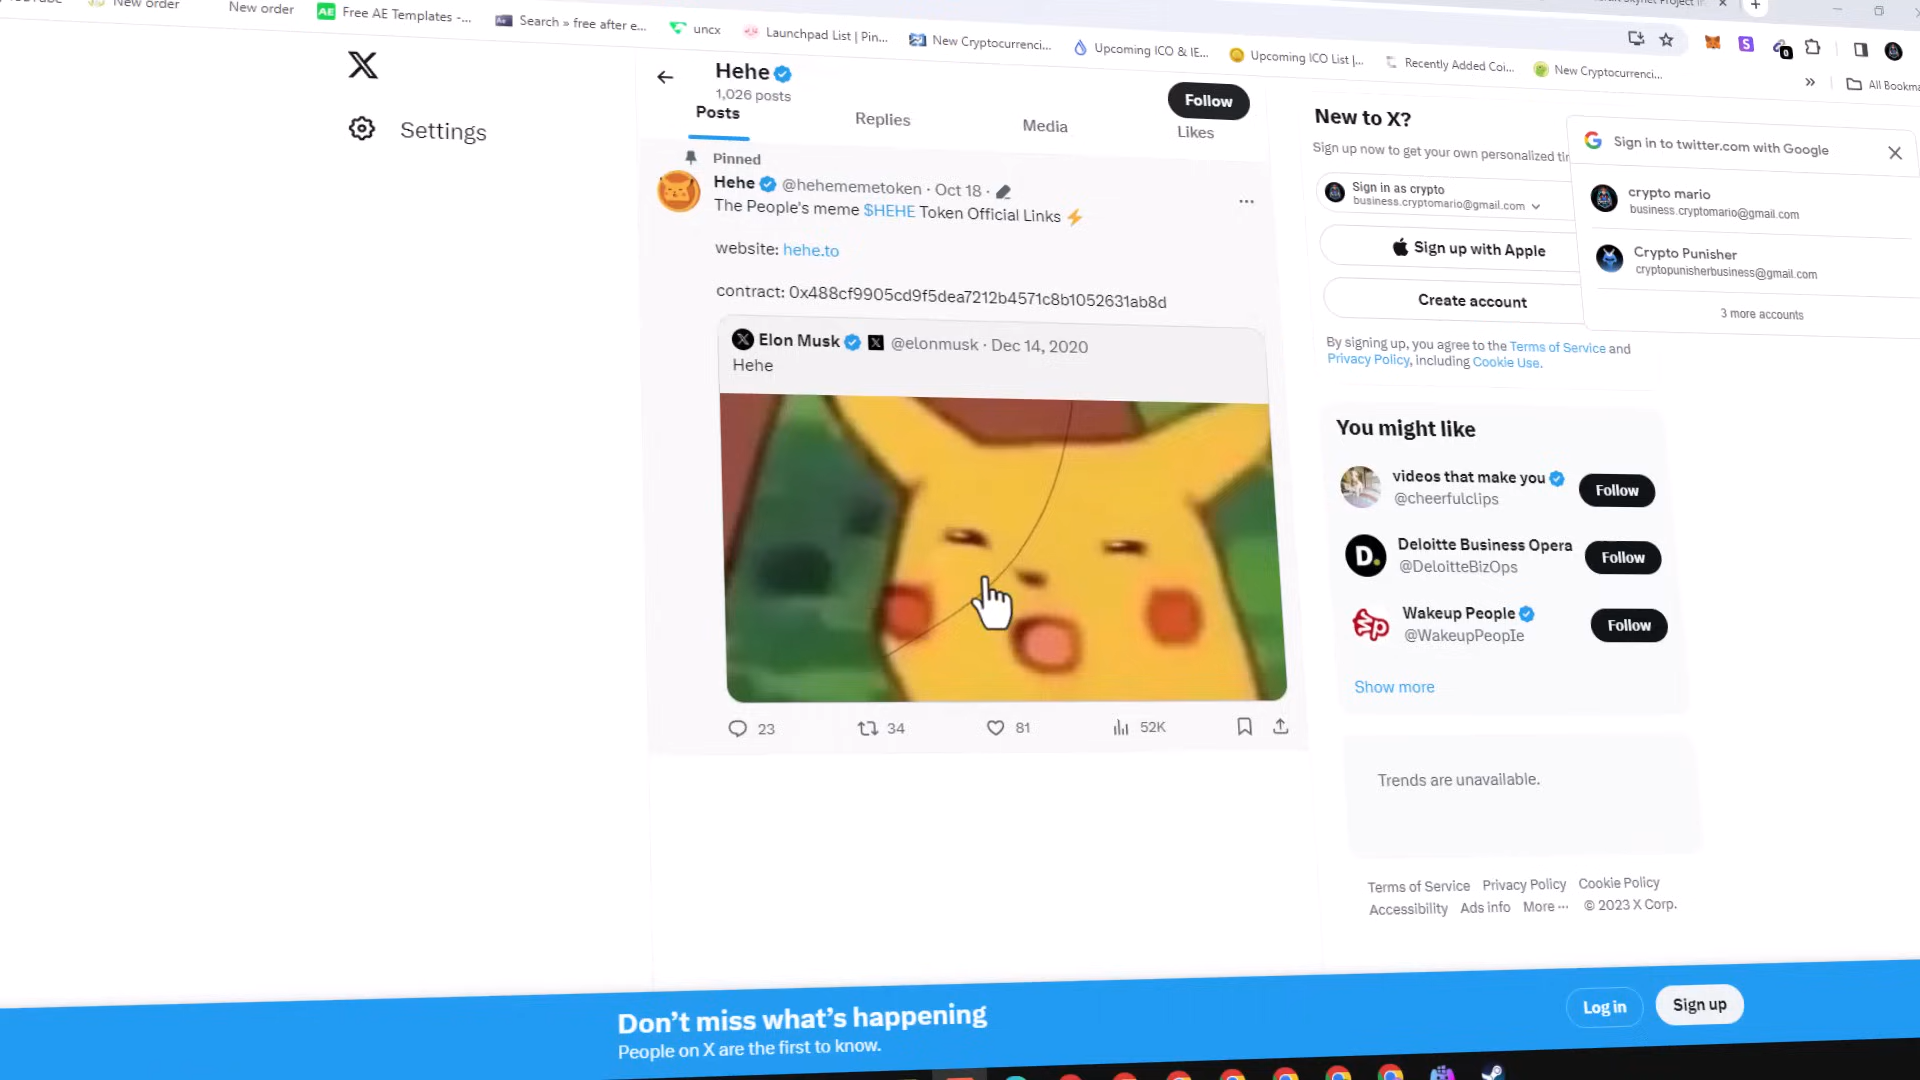 New order
New order
Free AE Templates -...
Search » free after e...
uncx
Launchpad List | Pin...
New Cryptocurrenci...
Upcoming ICO & IE...
Upcoming ICO List |...
Recently Added Coi...
New Cryptocurrenci...
All Bookma
Settings
Hehe
1,026 posts
Follow
Posts
Replies
Media
Likes
Pinned
Hehe @hehememetoken · Oct 18 ·
The People's meme $HEHE Token Official Links ⚡
website: hehe.to
contract: 0x488cf9905cd9f5dea7212b4571c8b1052631ab8d
Elon Musk @elonmusk · Dec 14, 2020
Hehe
23
34
81
52K
New to X?
Sign up now to get your own personalized tir
Sign in as crypto
business.cryptomario@gmail.com
Sign up with Apple
Create account
By signing up, you agree to the Terms of Service and
Privacy Policy, including Cookie Use.
Sign in to twitter.com with Google
crypto mario
business.cryptomario@gmail.com
Crypto Punisher
cryptopunisherbusiness@gmail.com
3 more accounts
You might like
videos that make you
@cheerfulclips
Follow
Deloitte Business Opera
@DeloitteBizOps
Follow
Wakeup People
@WakeupPeopIe
Follow
Show more
Trends are unavailable.
Terms of Service Privacy Policy Cookie Policy
Accessibility Ads info More ··· © 2023 X Corp.
Don't miss what's happening
People on X are the first to know.
Log in
Sign up